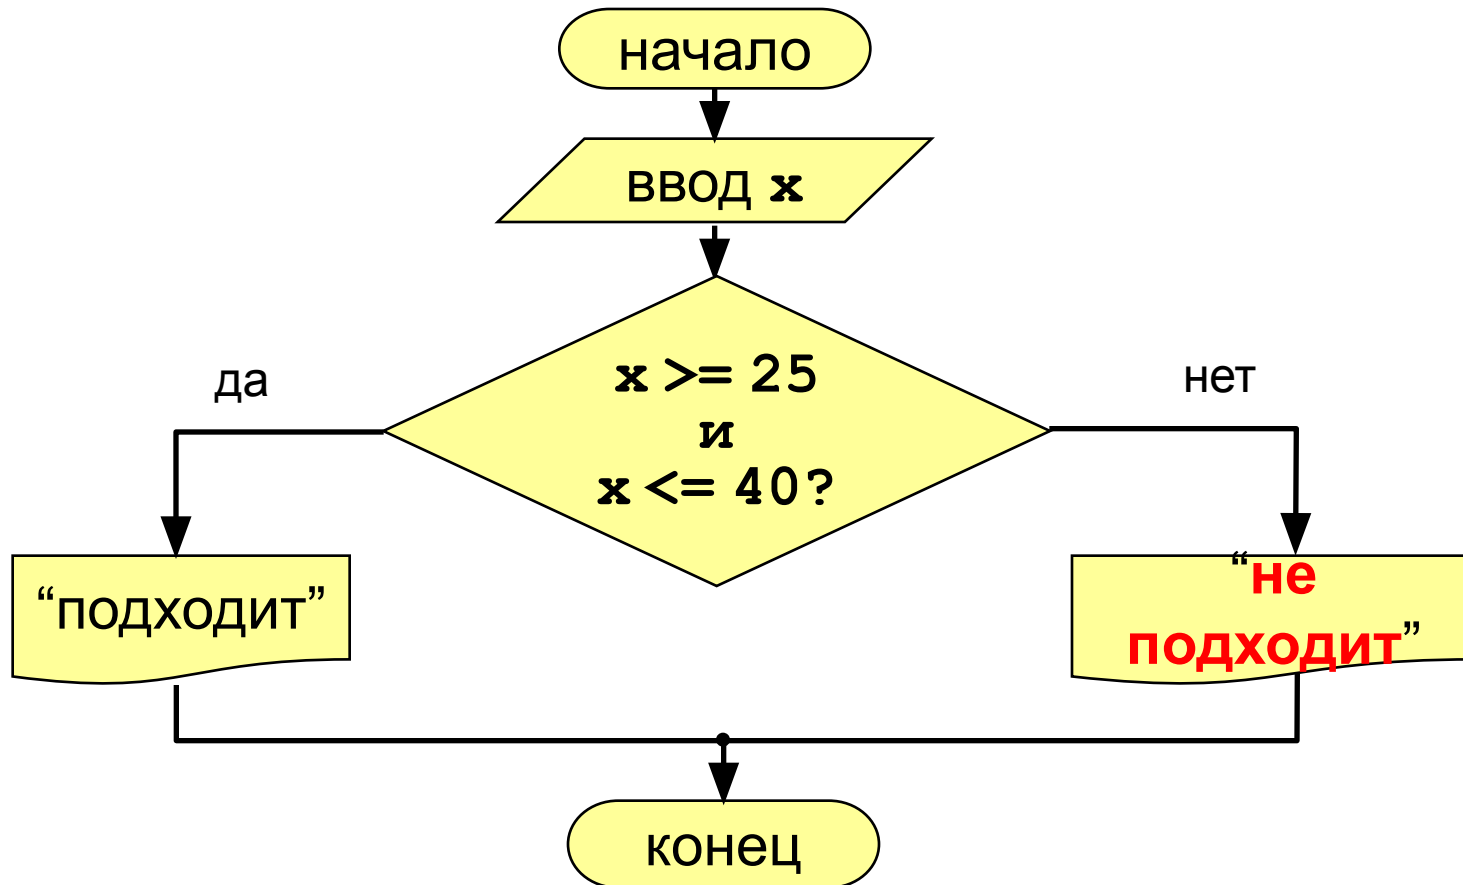 начало
ввод x
да
x >= 25
и
x <= 40?
нет
“подходит”
“не
подходит”
конец